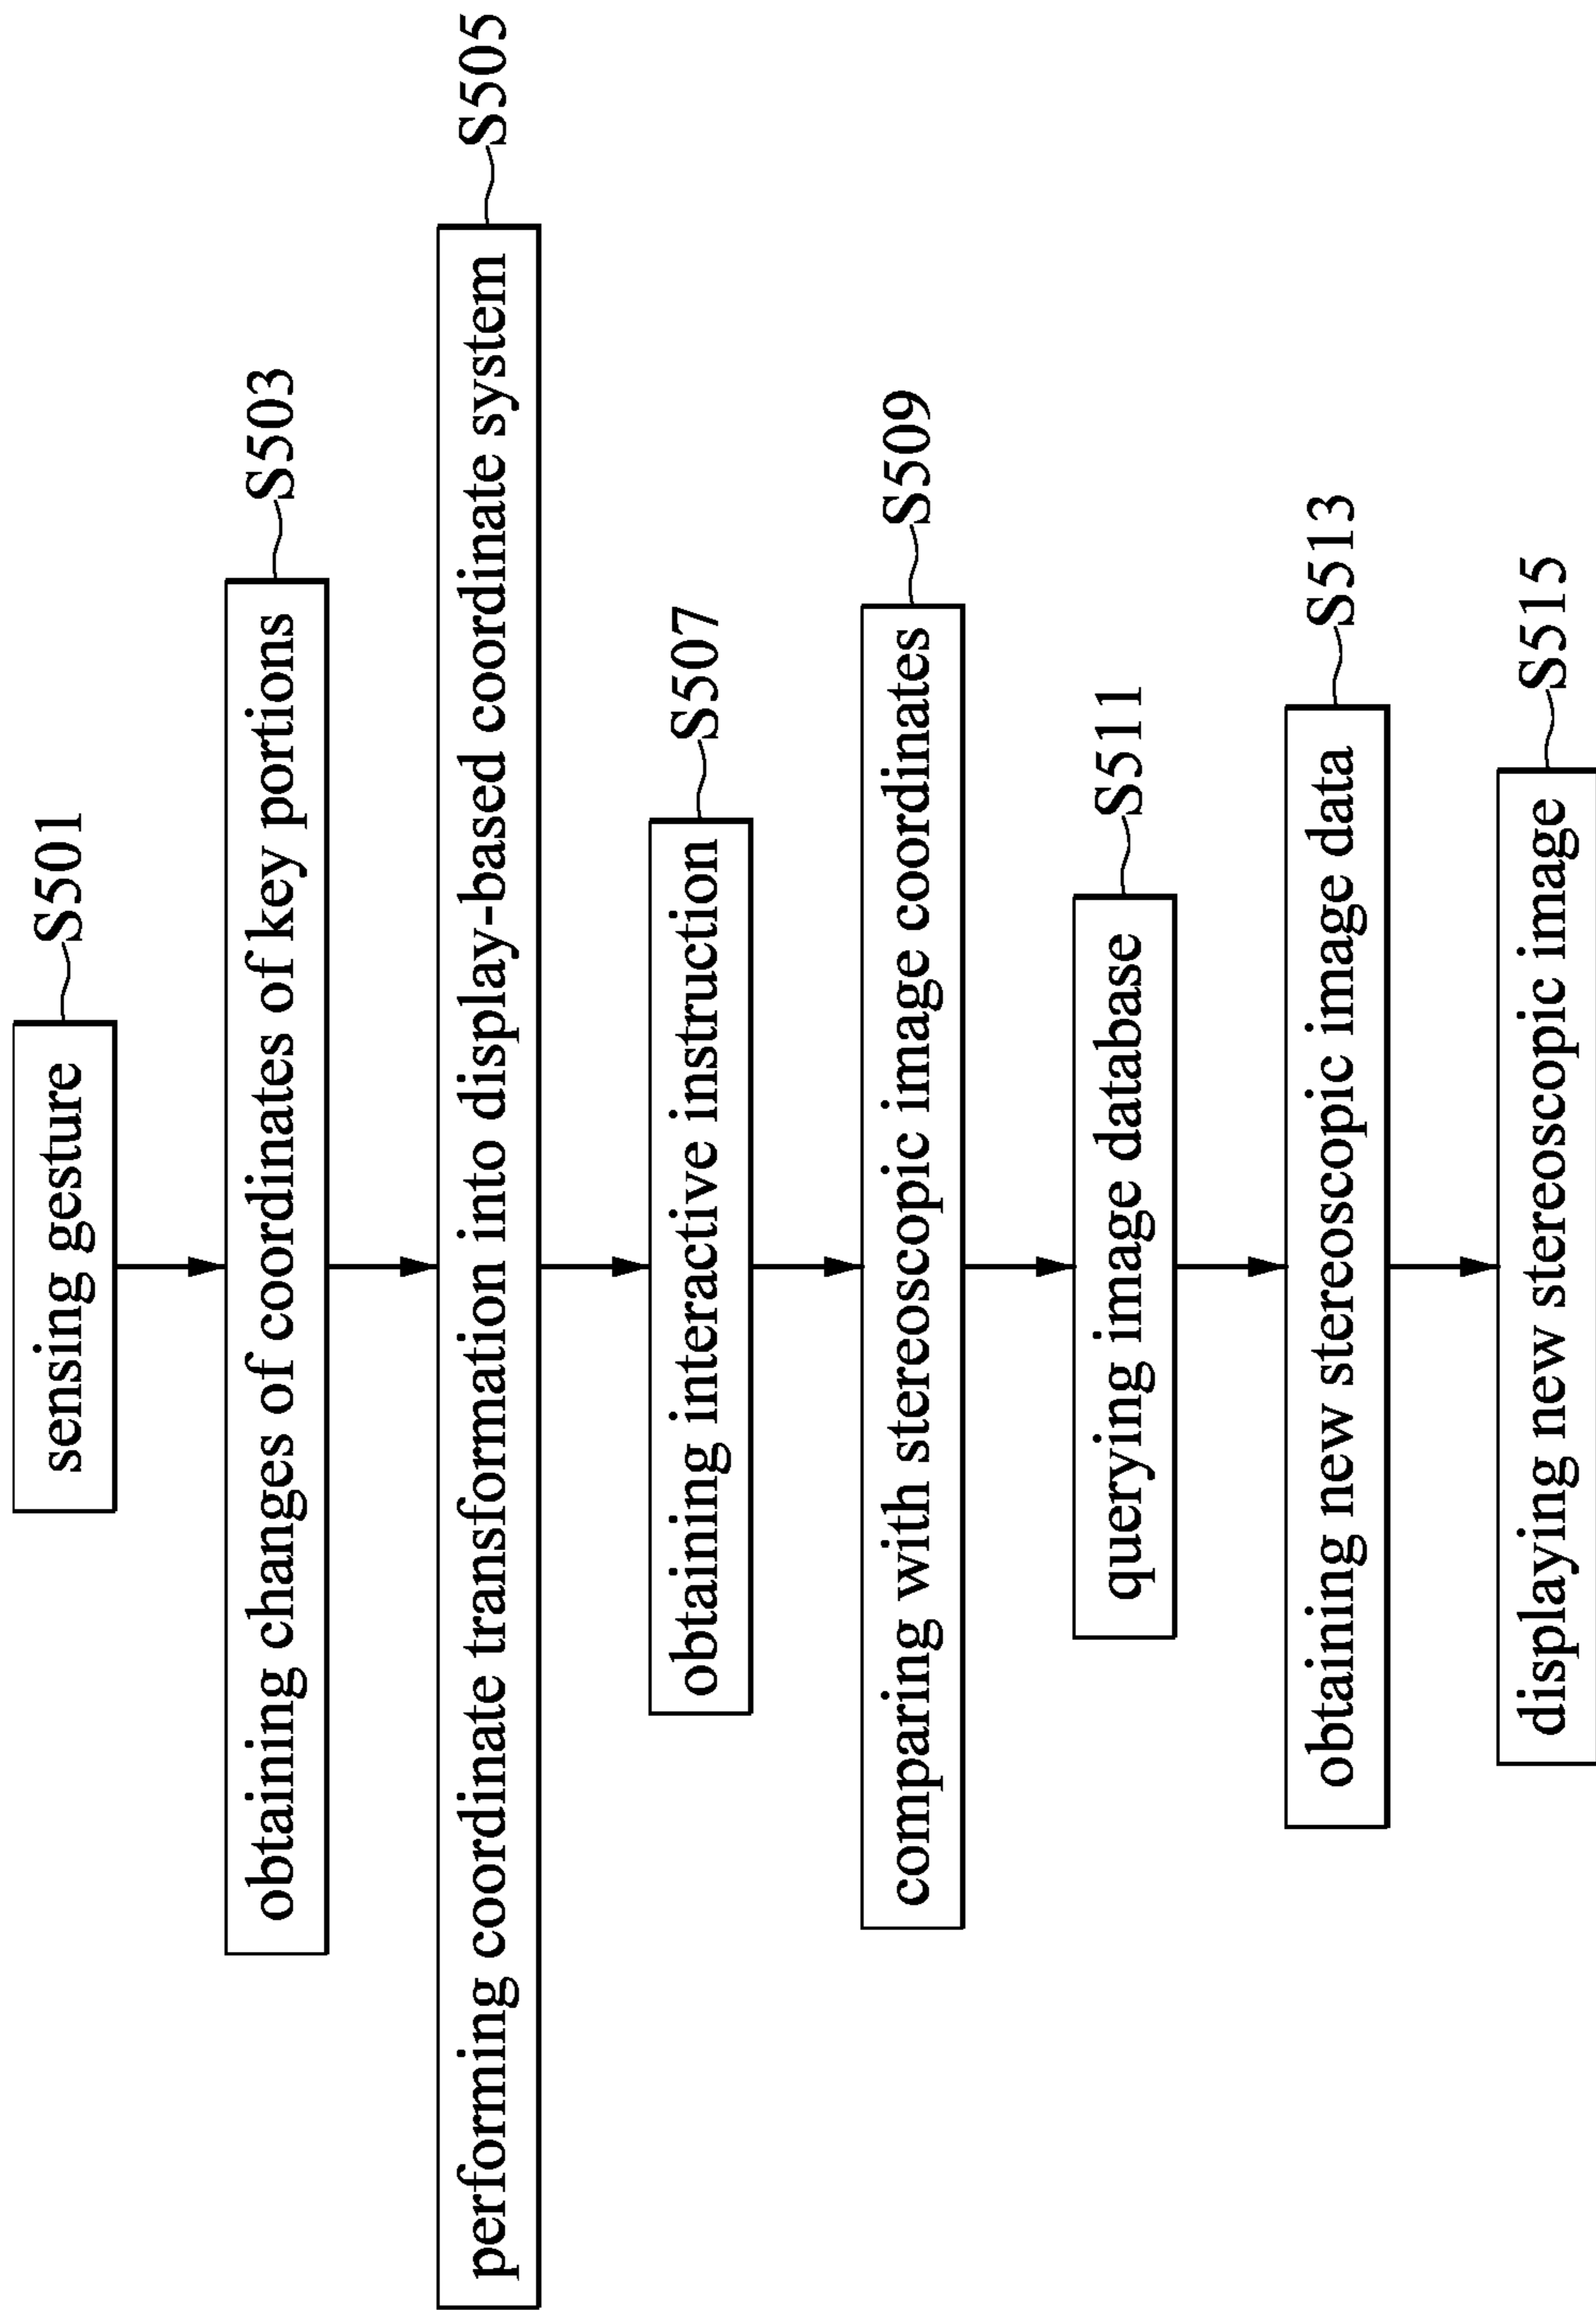 sensing gesture
S501
obtaining changes of coordinates of key portions
S503
performing coordinate transformation into display-based coordinate system
S505
obtaining interactive instruction
S507
comparing with stereoscopic image coordinates
S509
querying image database
S511
obtaining new stereoscopic image data
S513
displaying new stereoscopic image
S515